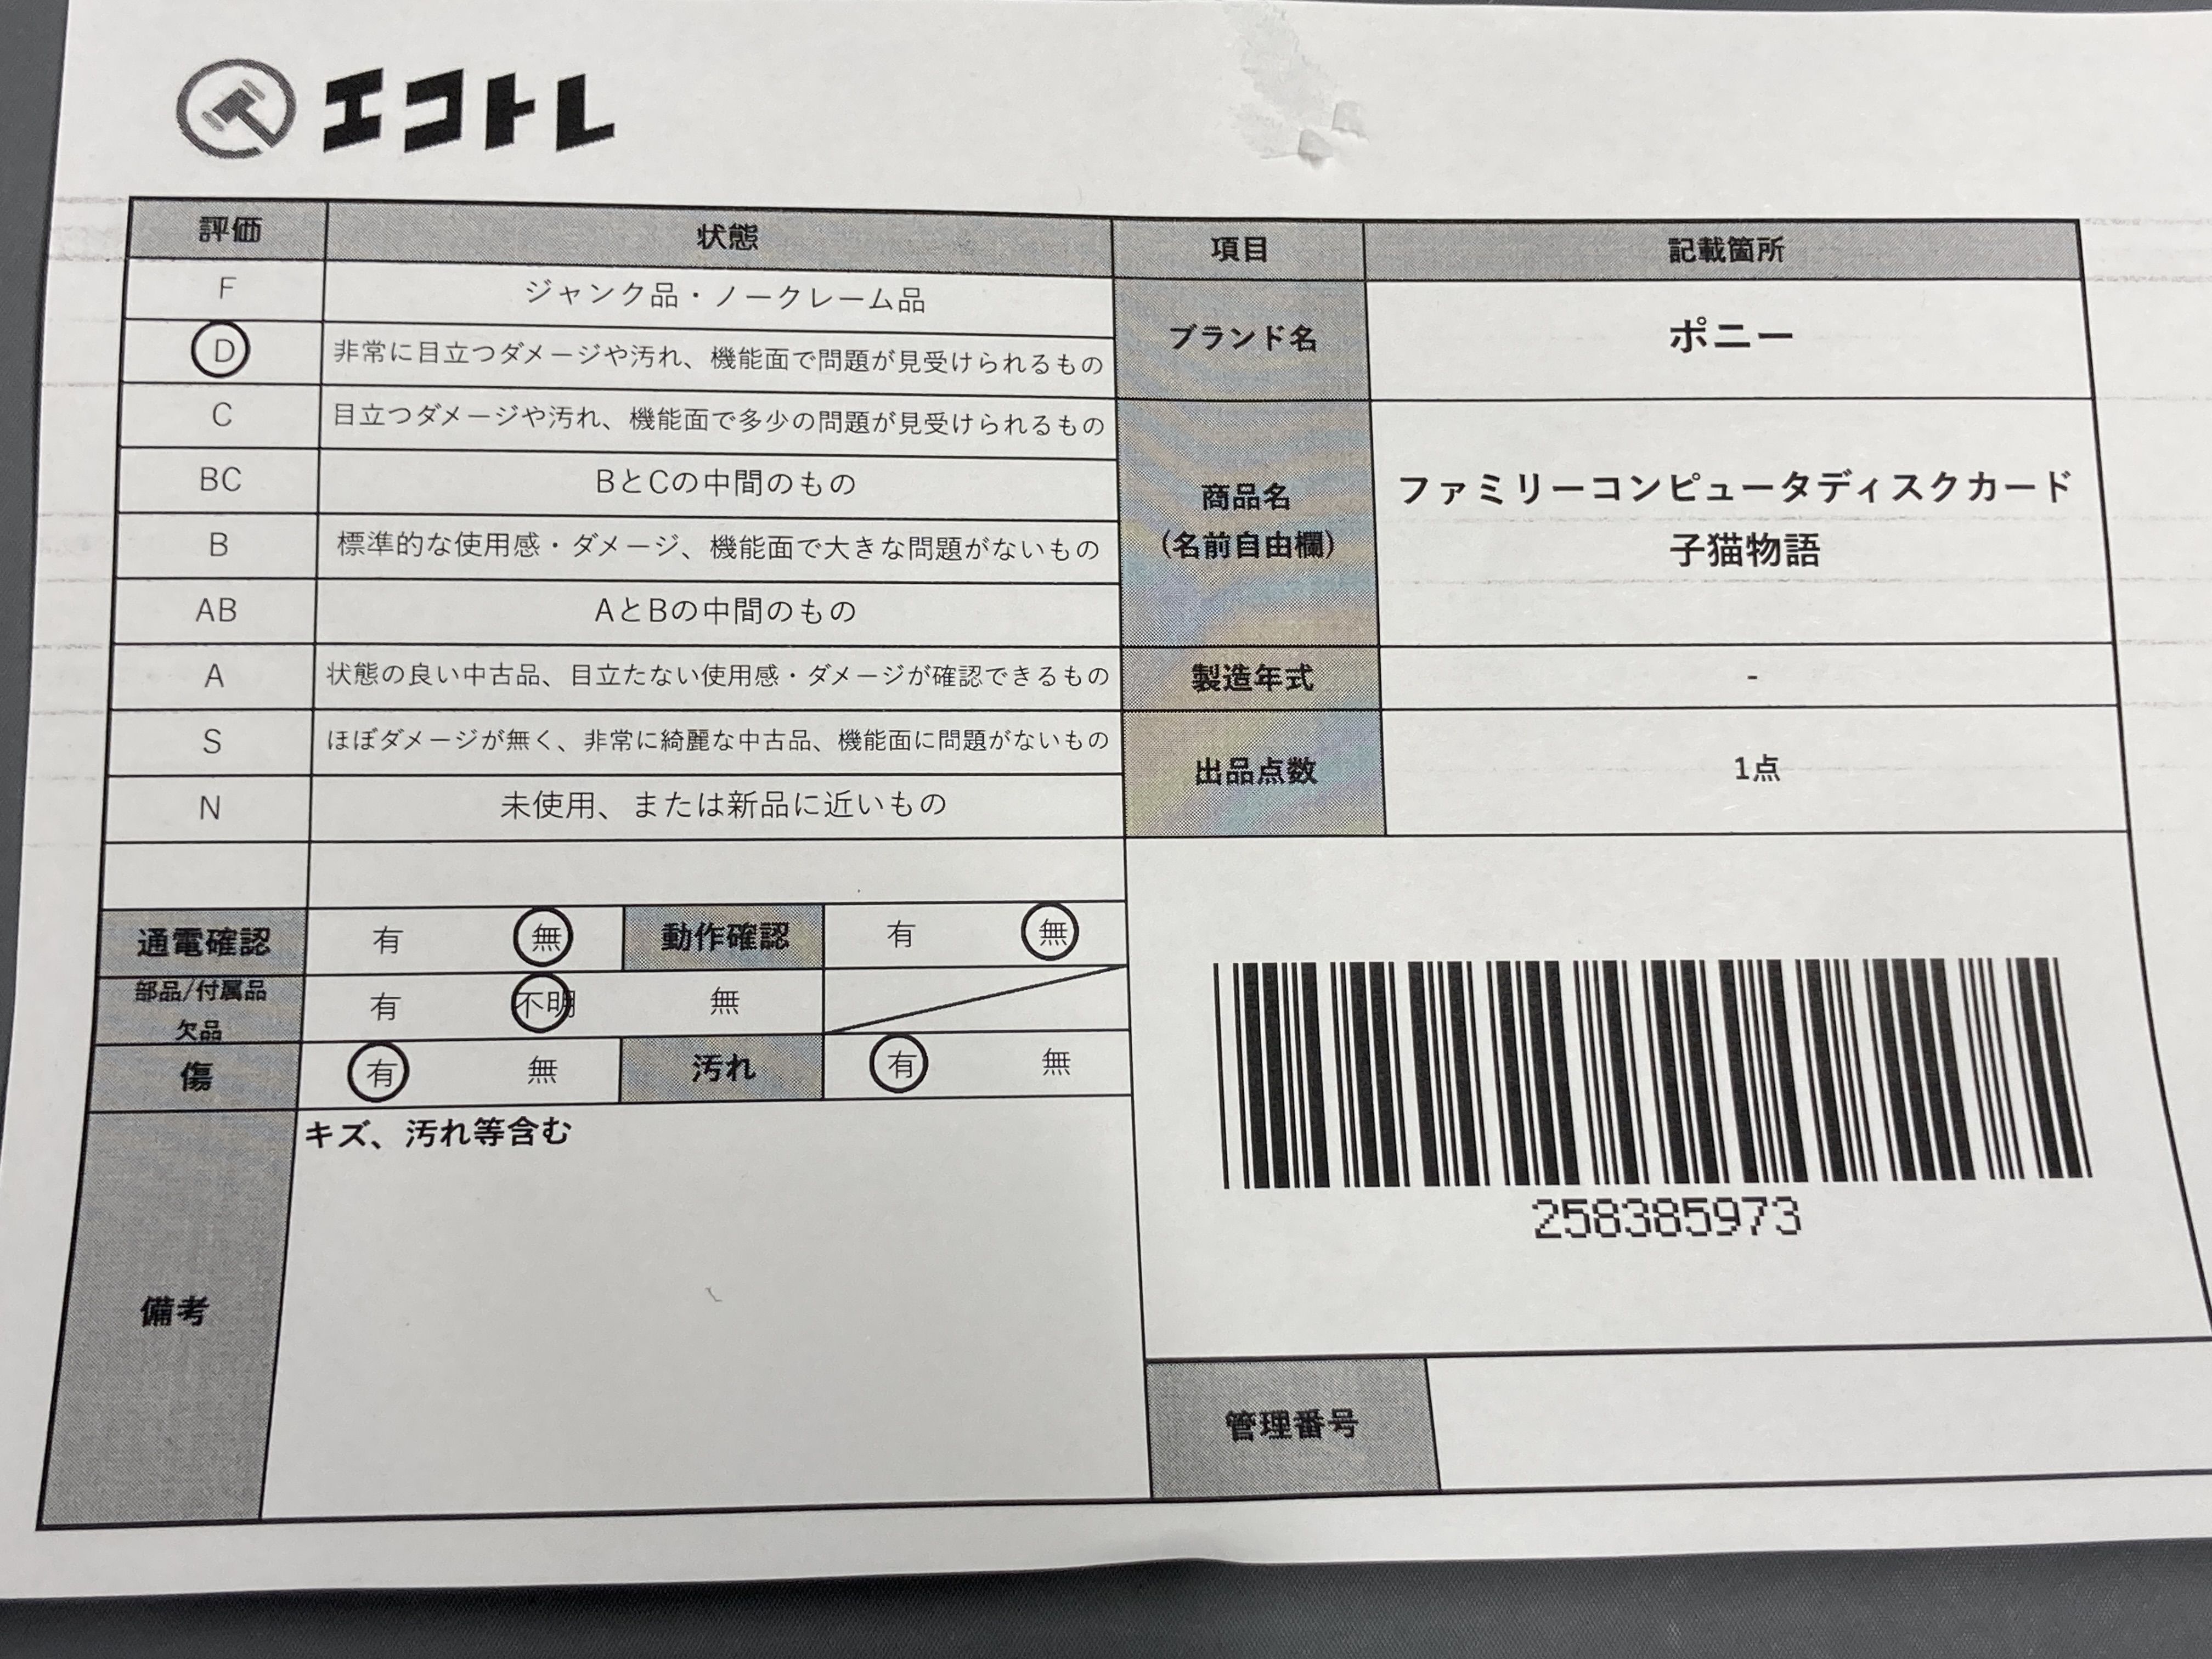 エコトレ
評価 状態 項目 記載箇所
F ジャンク品・ノークレーム品
D 非常に目立つダメージや汚れ、機能面で問題が見受けられるもの
C 目立つダメージや汚れ、機能面で多少の問題が見受けられるもの
BC BとCの中間のもの
B 標準的な使用感・ダメージ、機能面で大きな問題がないもの
AB AとBの中間のもの
A 状態の良い中古品、目立たない使用感・ダメージが確認できるもの
S ほぼダメージが無く、非常に綺麗な中古品、機能面に問題がないもの
N 未使用、または新品に近いもの
ブランド名 ポニー
商品名
(名前自由欄)
ファミリーコンピュータディスクカード
子猫物語
製造年式 -
出品点数 1点
通電確認 有 無 動作確認 有 無
部品/付属品
欠品
有 不明 無
傷 有 無 汚れ 有 無
備考
キズ、汚れ等含む
258385973
管理番号